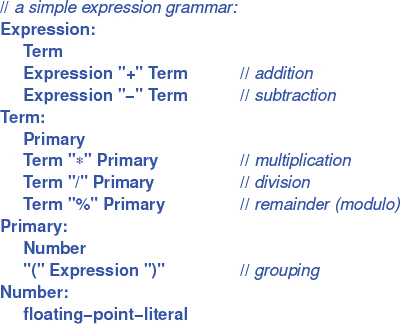 // a simple expression grammar:
Expression:
Term
Expression "+" Term // addition
Expression "−" Term // subtraction
Term:
Primary
Term "*" Primary // multiplication
Term "/" Primary // division
Term "%" Primary // remainder (modulo)
Primary:
Number
"(" Expression ")" // grouping
Number:
floating−point−literal